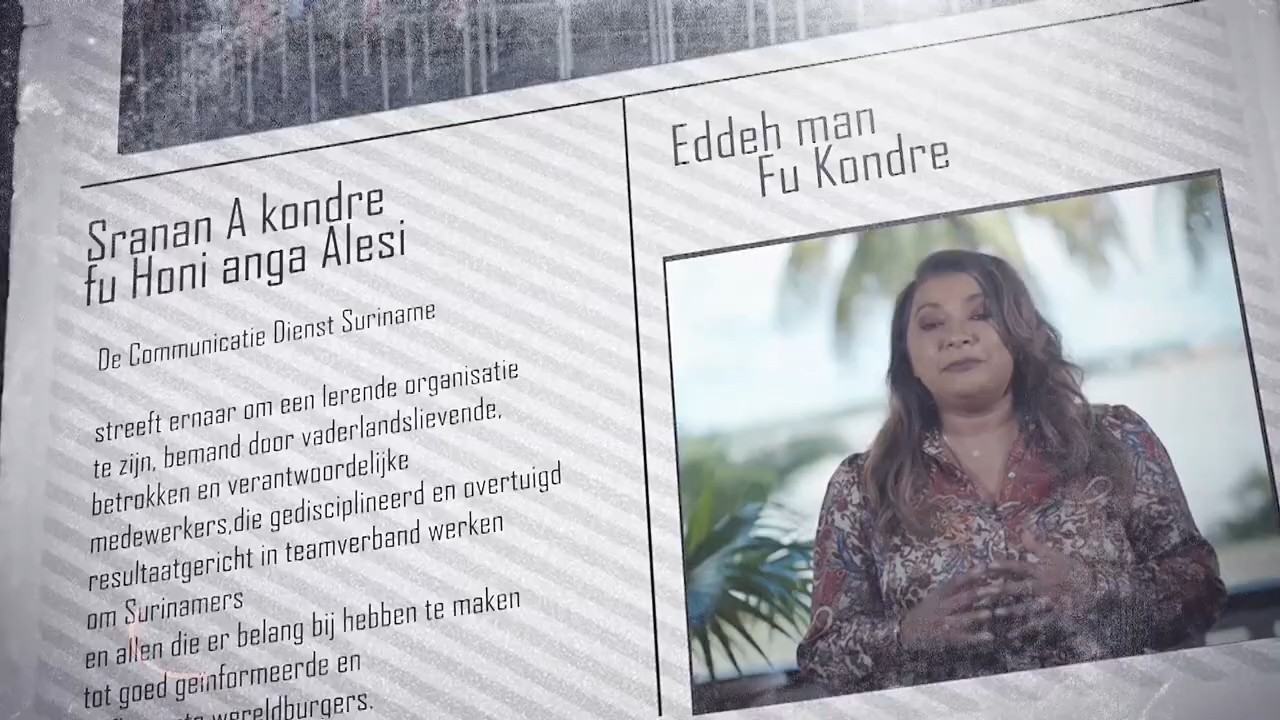 Sranan A kondre
fu Honi anga Alesi
De Communicatie Dienst Suriname
streeft ernaar om een lerende organisatie
te zijn, bemand door vaderlandslievende,
betrokken en verantwoordelijke
medewerkers,die gedisciplineerd en overtuigd
resultaatgericht in teamverband werken
om Surinamers
en allen die er belang bij hebben te maken
tot goed geïnformeerde en
wereldburgers.
Eddeh man
Fu Kondre